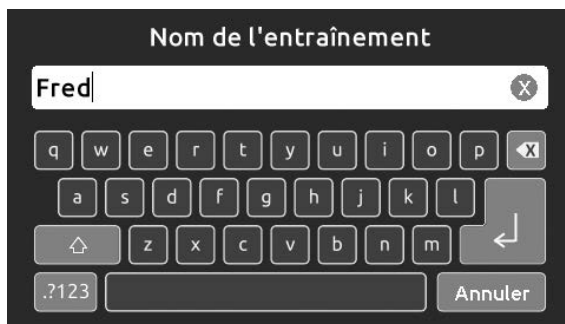 Nom de l'entraînement
Fred
q w e r t y u i o p
a s d f g h j k l
z x c v b n m
.?123 Annuler